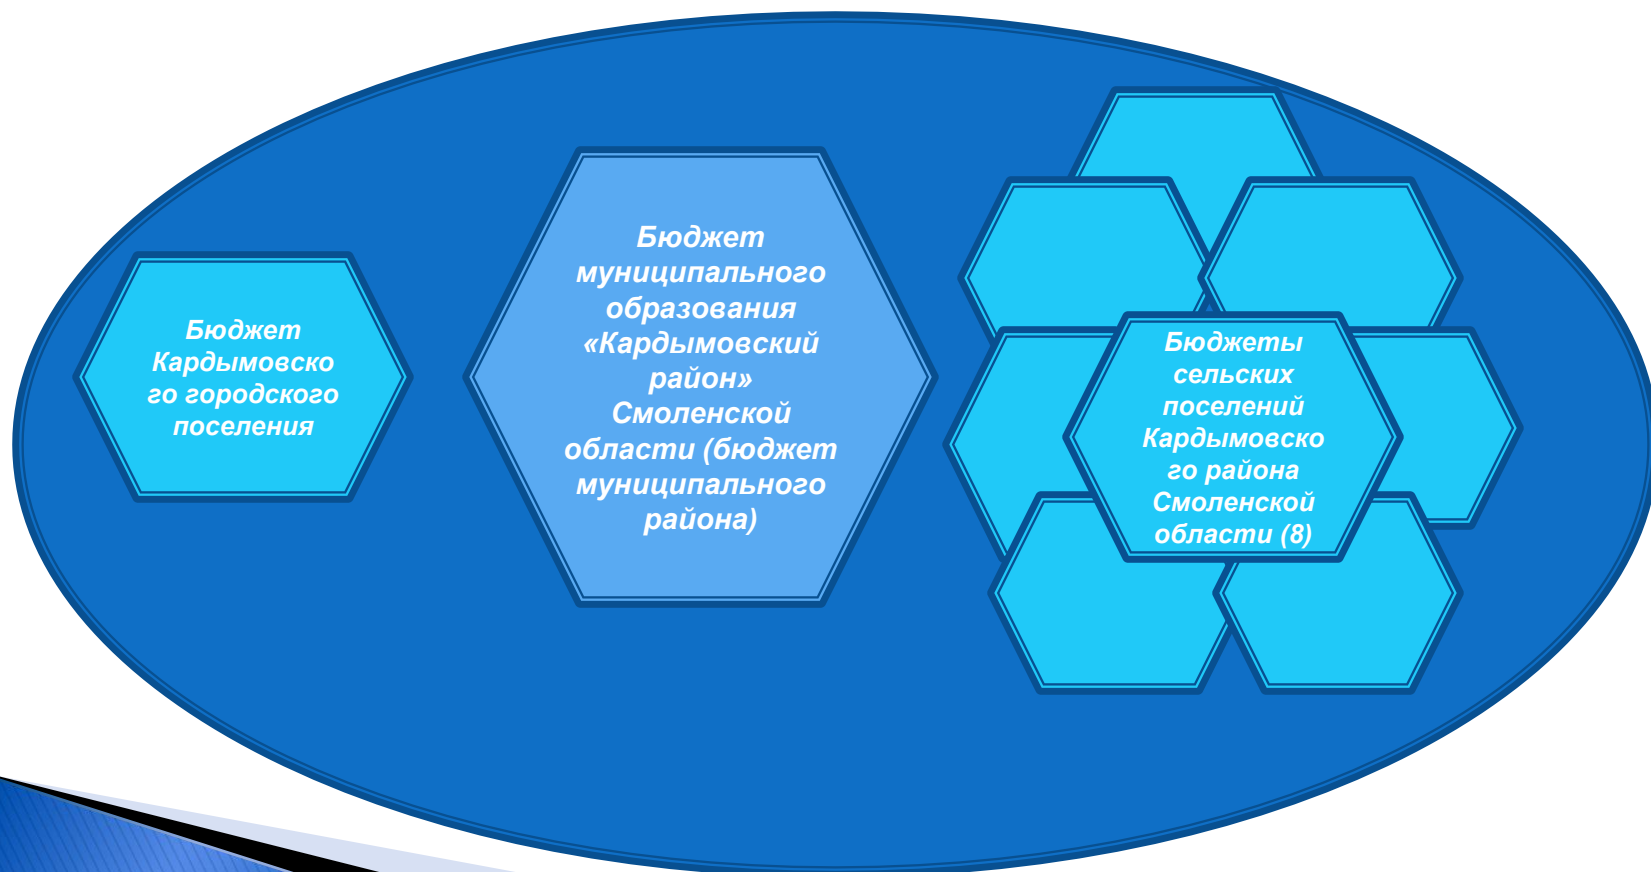 Бюджет
Кардымовско
го городского
поселения
Бюджет
муниципального
образования
«Кардымовский
район»
Смоленской
области (бюджет
муниципального
района)
Бюджеты
сельских
поселений
Кардымовско
го района
Смоленской
области (8)